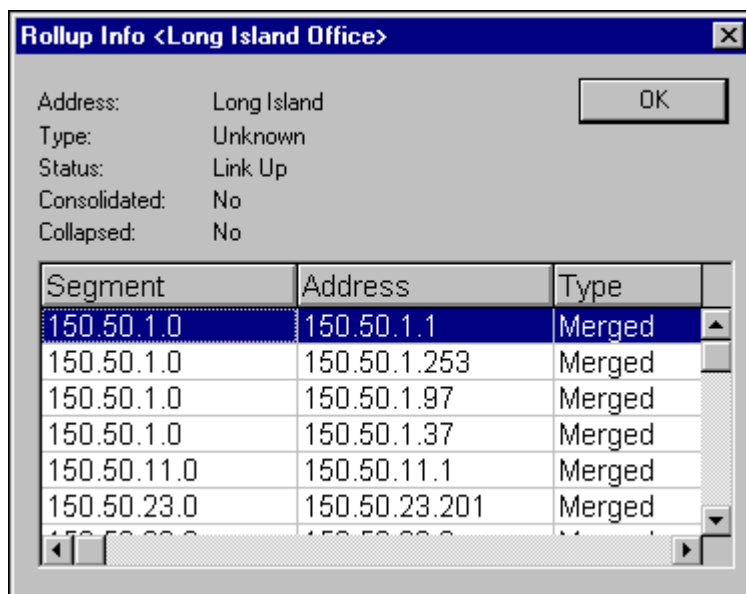 Rollup Info <Long Island Office>
OK
Address: Long Island
Type: Unknown
Status: Link Up
Consolidated: No
Collapsed: No
Segment Address Type
150.50.1.0 150.50.1.1 Merged
150.50.1.0 150.50.1.253 Merged
150.50.1.0 150.50.1.97 Merged
150.50.1.0 150.50.1.37 Merged
150.50.11.0 150.50.11.1 Merged
150.50.23.0 150.50.23.201 Merged